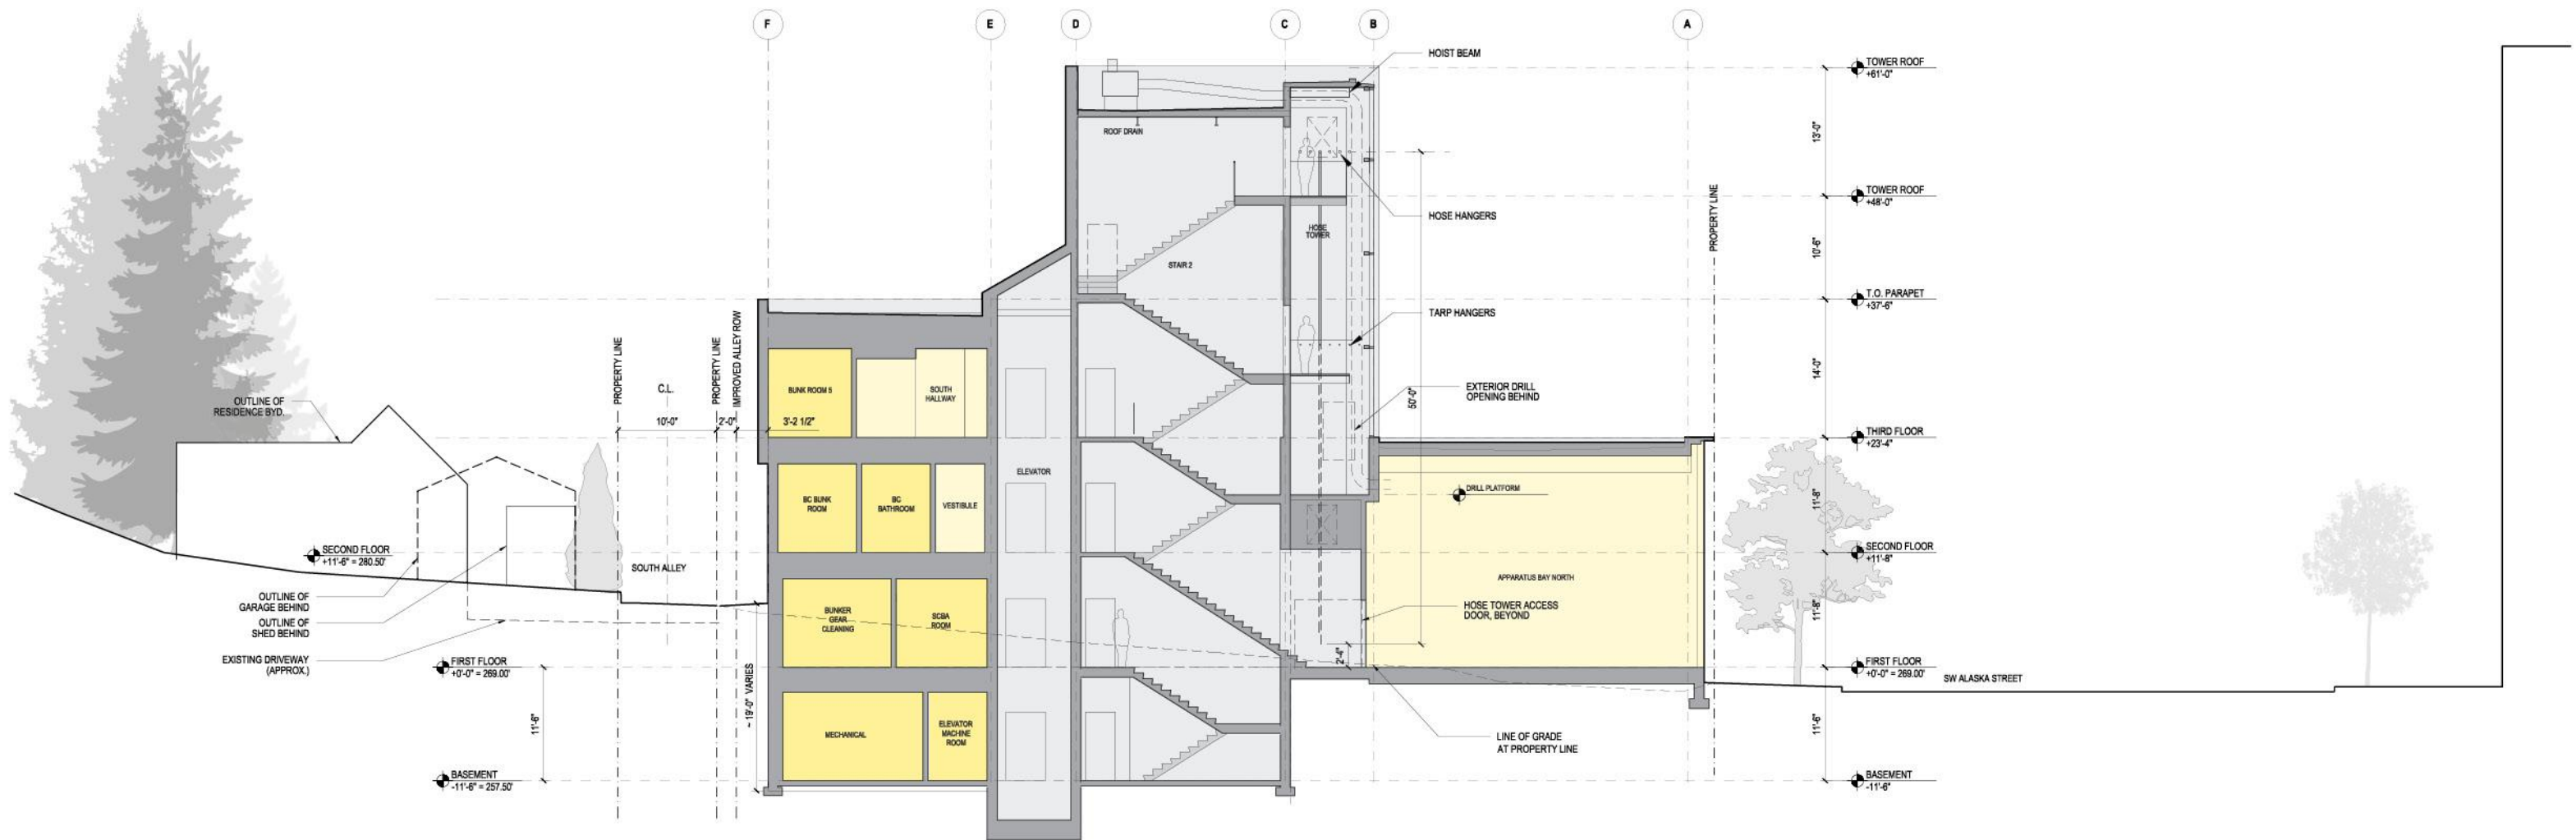 F
E
D
C
B
A
HOIST BEAM
TOWER ROOF
+61'-0"
ROOF DRAIN
13'-0"
PROPERTY LINE
TOWER ROOF
+48'-0"
HOSE HANGERS
HOSE
TOWER
STAIR 2
10'-6"
T.O. PARAPET
+37'-6"
TARP HANGERS
PROPERTY LINE
C.L.
PROPERTY LINE
IMPROVED ALLEY ROW
14'-0"
BUNK ROOM 5
SOUTH
HALLWAY
EXTERIOR DRILL
OPENING BEHIND
50'-0"
OUTLINE OF
RESIDENCE BYD.
10'-0"
2'-0"
3'-2 1/2"
THIRD FLOOR
+23'-4"
ELEVATOR
DRILL PLATFORM
BC BUNK
ROOM
BC
BATHROOM
VESTIBULE
11'-8"
SECOND FLOOR
+11'-6" = 280.50'
SECOND FLOOR
+11'-8"
SOUTH ALLEY
APPARATUS BAY NORTH
OUTLINE OF
GARAGE BEHIND
OUTLINE OF
SHED BEHIND
BUNKER
GEAR
CLEANING
SCBA
ROOM
HOSE TOWER ACCESS
DOOR, BEYOND
11'-8"
EXISTING DRIVEWAY
(APPROX.)
2'-4"
FIRST FLOOR
+0'-0" = 269.00'
FIRST FLOOR
+0'-0" = 269.00'
SW ALASKA STREET
~ 19'-0" VARIES
11'-6"
11'-6"
MECHANICAL
ELEVATOR
MACHINE
ROOM
LINE OF GRADE
AT PROPERTY LINE
BASEMENT
-11'-6" = 257.50'
BASEMENT
-11'-6"